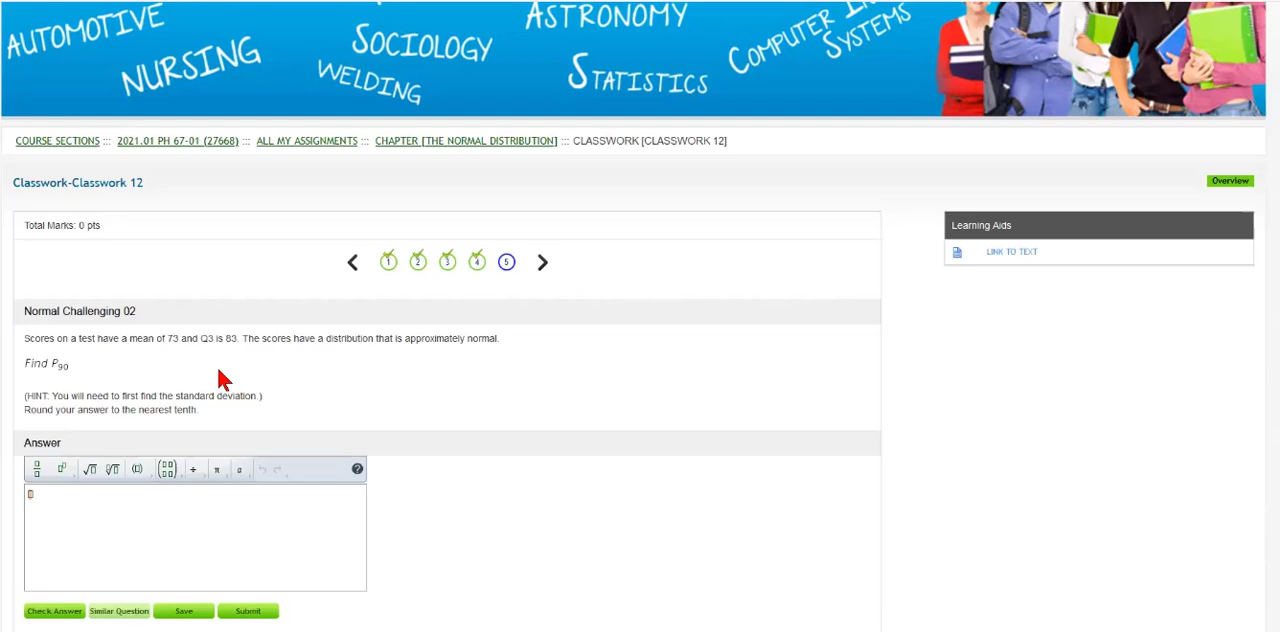 AUTOMOTIVE
NURSING
SOCIOLOGY
WELDING
ASTRONOMY
STATISTICS
COMPUTER
SYSTEMS
COURSE SECTIONS ::: 2021.01 PH 67-01 (27668) ::: ALL MY ASSIGNMENTS ::: CHAPTER [THE NORMAL DISTRIBUTION] ::: CLASSWORK [CLASSWORK 12]
Classwork-Classwork 12
Overview
Total Marks: 0 pts
1 2 3 4 5
Learning Aids
LINK TO TEXT
Normal Challenging 02
Scores on a test have a mean of 73 and Q3 is 83. The scores have a distribution that is approximately normal.
Find P90
(HINT: You will need to first find the standard deviation.)
Round your answer to the nearest tenth.
Answer
÷ π α ?
Check Answer Similar Question Save Submit